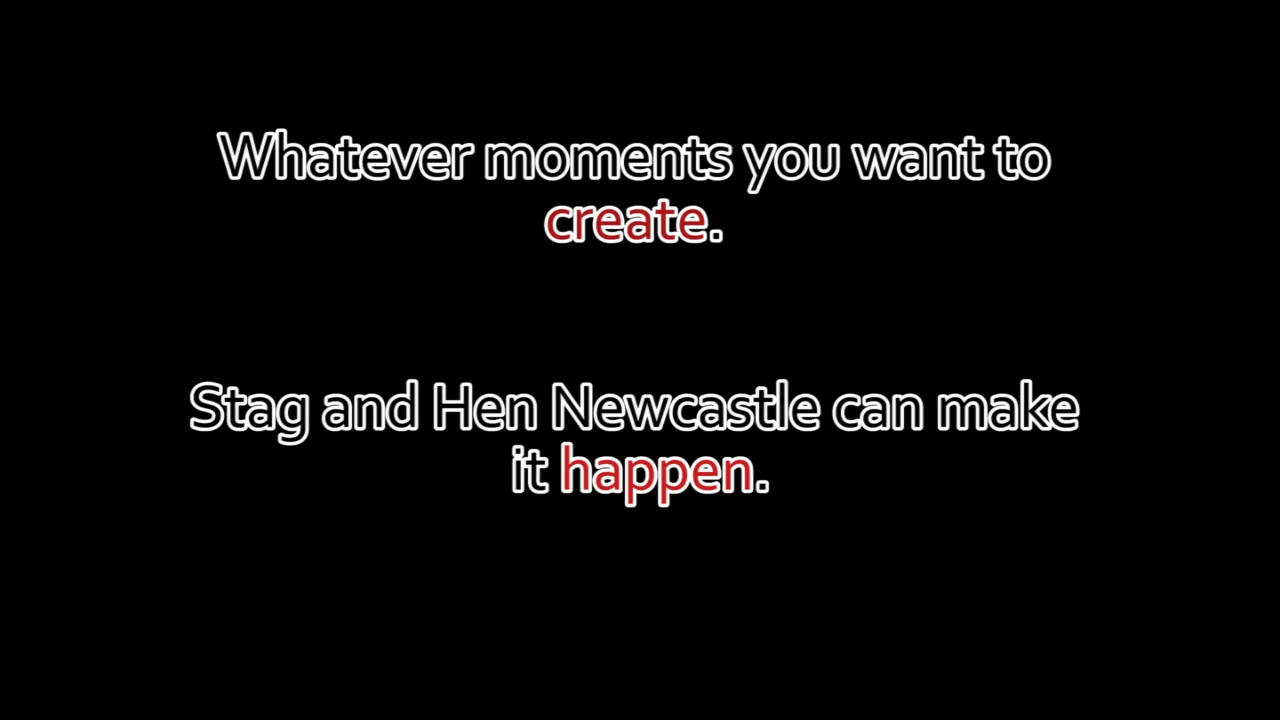 Whatever moments you want to
create.
Stag and Hen Newcastle can make
it happen.